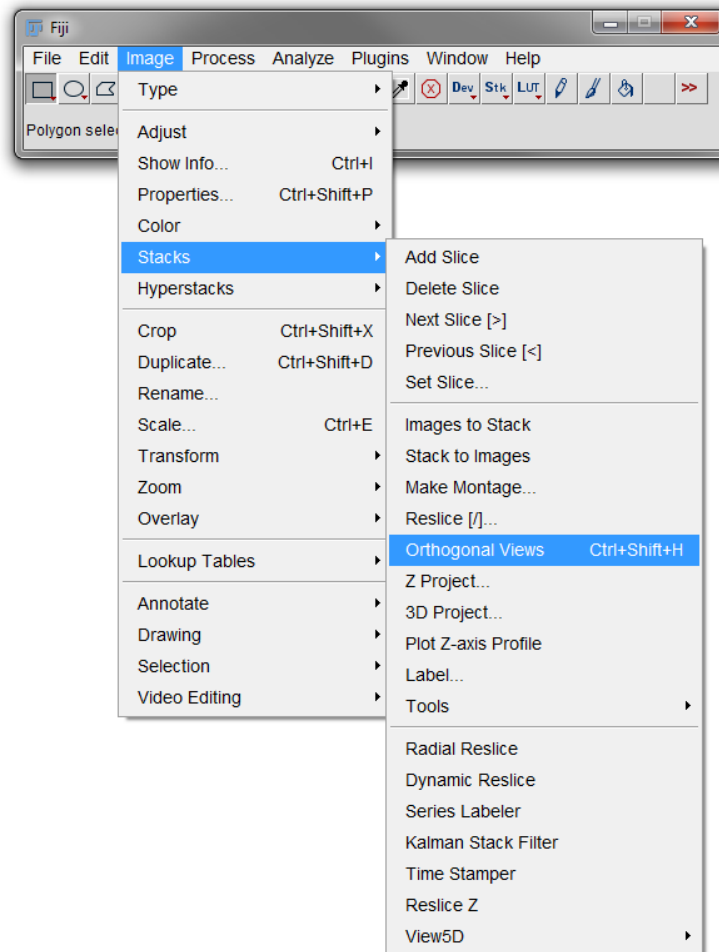 Fiji
File Edit Image Process Analyze Plugins Window Help
Dev Stk LUT >>
Polygon sele
Type
Adjust
Show Info... Ctrl+I
Properties... Ctrl+Shift+P
Color
Stacks
Hyperstacks
Crop Ctrl+Shift+X
Duplicate... Ctrl+Shift+D
Rename...
Scale... Ctrl+E
Transform
Zoom
Overlay
Lookup Tables
Annotate
Drawing
Selection
Video Editing
Add Slice
Delete Slice
Next Slice [>]
Previous Slice [<]
Set Slice...
Images to Stack
Stack to Images
Make Montage...
Reslice [/]...
Orthogonal Views Ctrl+Shift+H
Z Project...
3D Project...
Plot Z-axis Profile
Label...
Tools
Radial Reslice
Dynamic Reslice
Series Labeler
Kalman Stack Filter
Time Stamper
Reslice Z
View5D